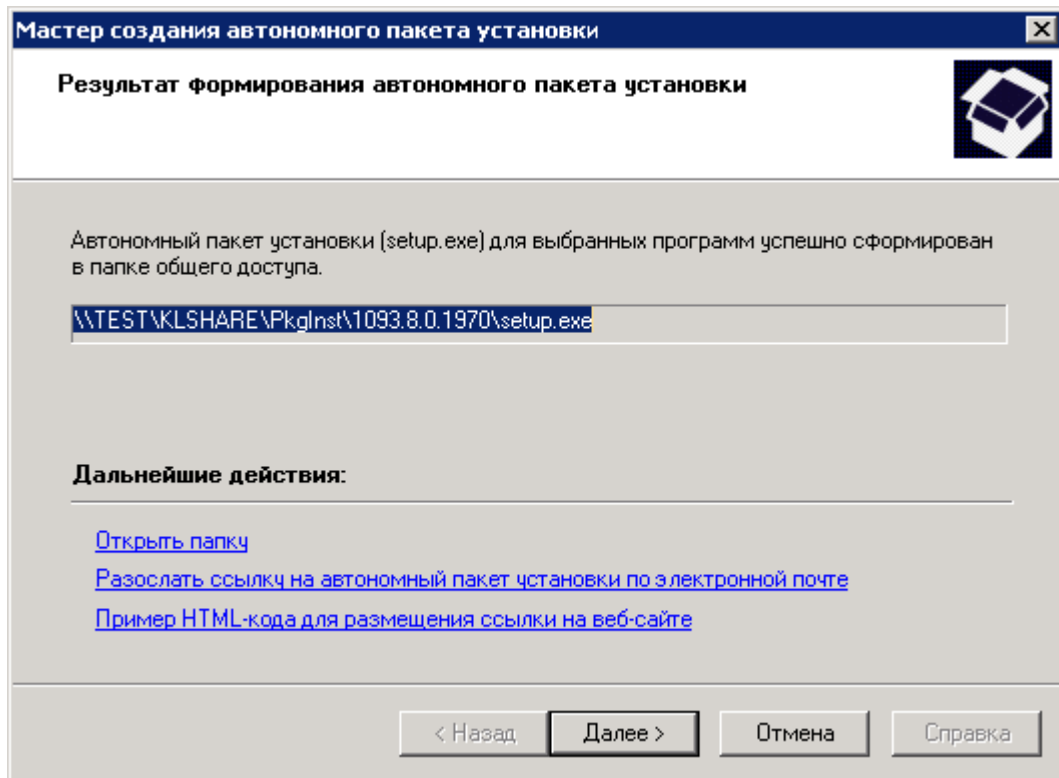 Мастер создания автономного пакета установки
Результат формирования автономного пакета установки
Автономный пакет установки (setup.exe) для выбранных программ успешно сформирован
в папке общего доступа.
\\TEST\KLSHARE\PkgInst\1093.8.0.1970\setup.exe
Дальнейшие действия:
Открыть папку
Разослать ссылку на автономный пакет установки по электронной почте
Пример HTML-кода для размещения ссылки на веб-сайте
< Назад
Далее >
Отмена
Справка